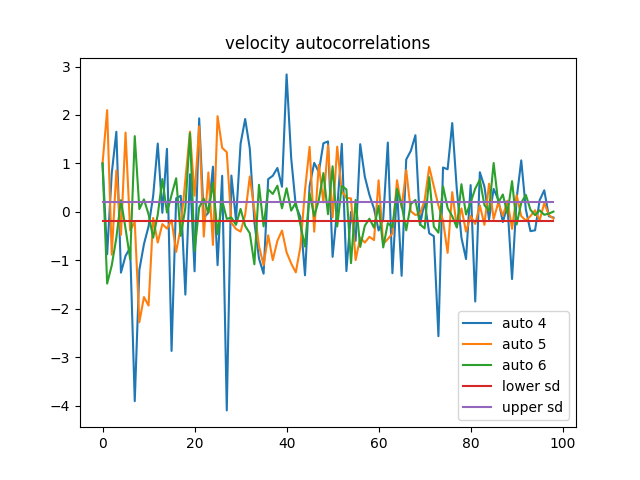 velocity autocorrelations
3
2
1
0
−1
−2
−3
−4
0 20 40 60 80 100
auto 4
auto 5
auto 6
lower sd
upper sd